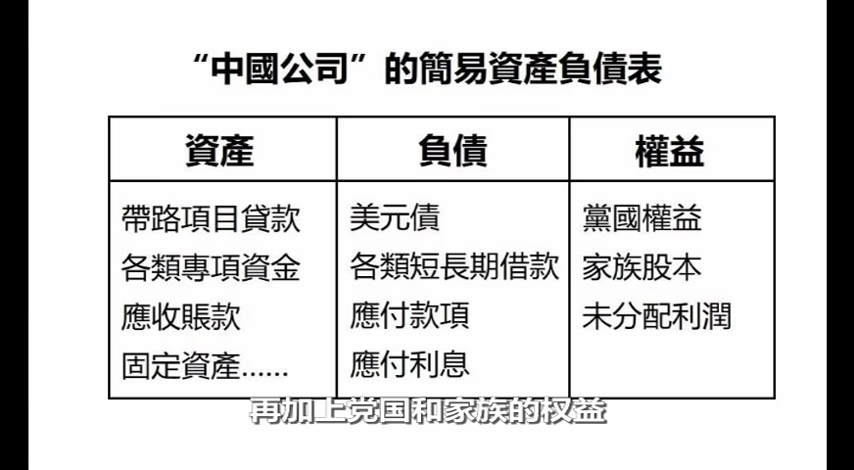 “中國公司”的簡易資產負債表
資產 負債 權益
帶路項目貸款 美元債 黨國權益
各類專項資金 各類短長期借款 家族股本
應收賬款 應付款項 未分配利潤
固定資產…… 應付利息
再加上党国和家族的权益